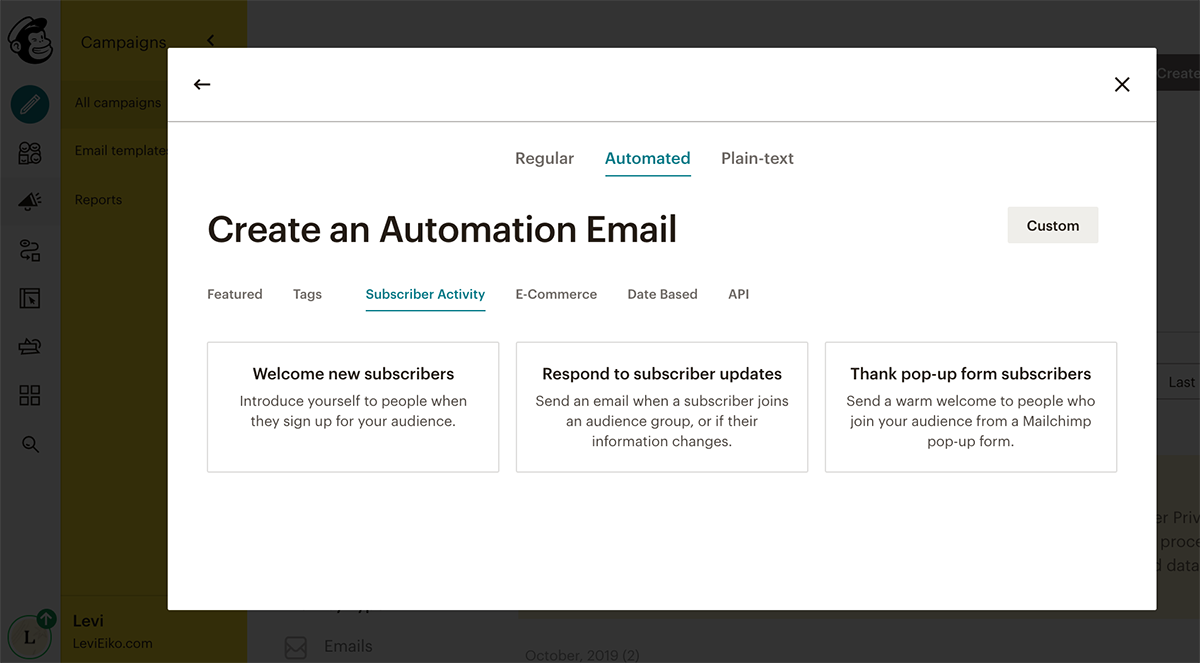 Campaigns
All campaigns
Email templates
Reports
Create
Regular
Automated
Plain-text
Create an Automation Email
Custom
Featured
Tags
Subscriber Activity
E-Commerce
Date Based
API
Welcome new subscribers
Introduce yourself to people when
they sign up for your audience.
Respond to subscriber updates
Send an email when a subscriber joins
an audience group, or if their
information changes.
Thank pop-up form subscribers
Send a warm welcome to people who
join your audience from a Mailchimp
pop-up form.
Last
er Priv
proce
d data
L
Levi
LeviEiko.com
Emails
October, 2019 (2)